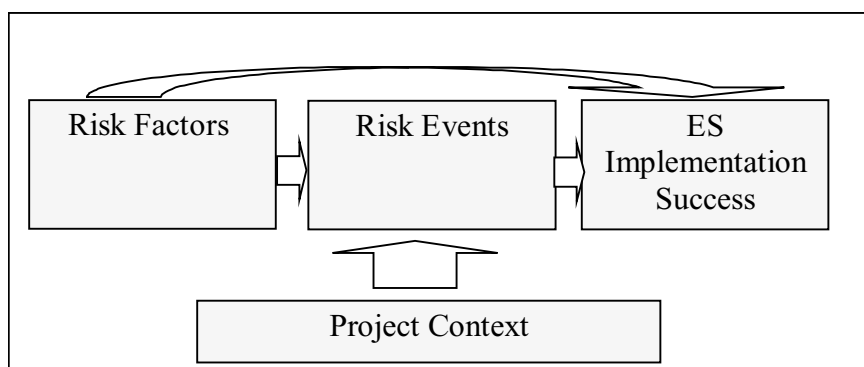 Risk Factors
Risk Events
ES
Implementation
Success
Project Context